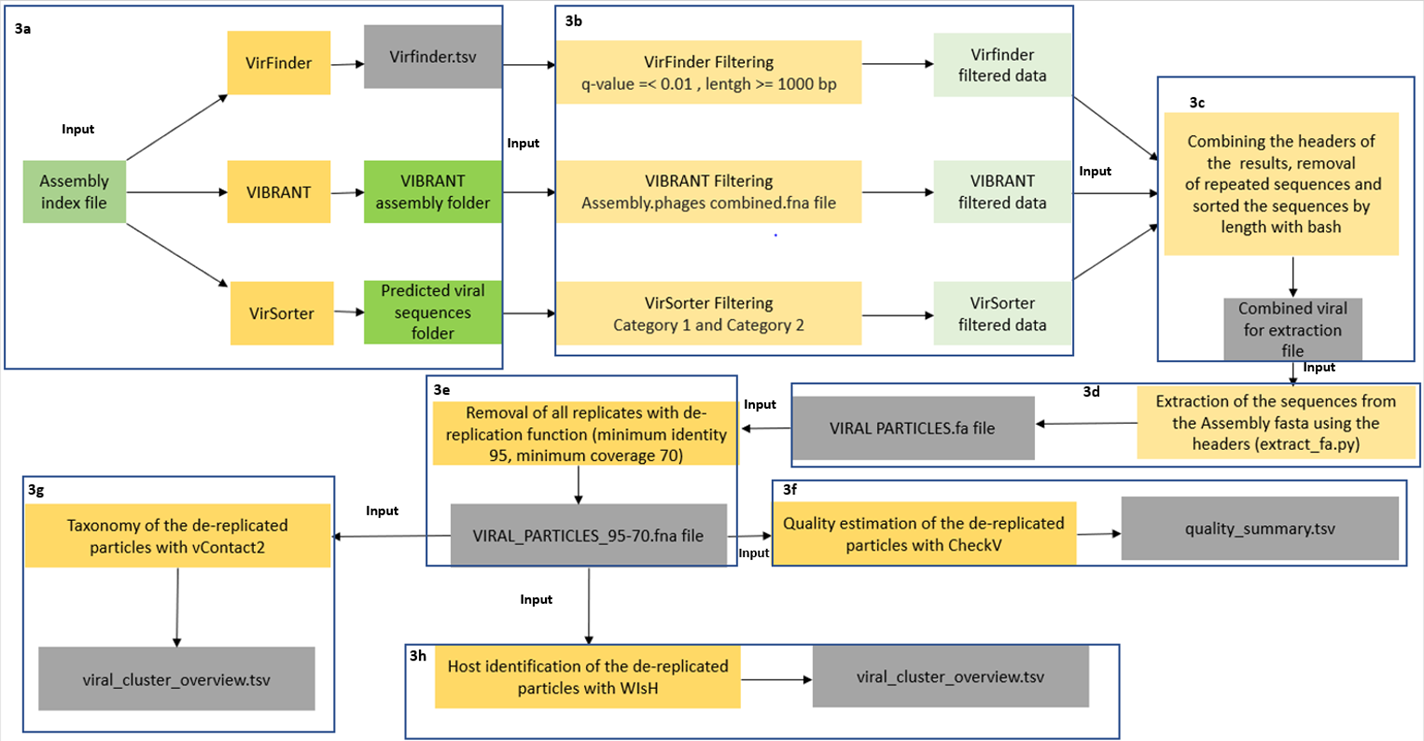 3a
Input
Assembly
index file
VirFinder
Virfinder.tsv
VIBRANT
VIBRANT
assembly folder
VirSorter
Predicted viral
sequences
folder
Input
3b
VirFinder Filtering
q-value =< 0.01 , lentgh >= 1000 bp
Virfinder
filtered data
VIBRANT Filtering
Assembly.phages combined.fna file
VIBRANT
filtered data
VirSorter Filtering
Category 1 and Category 2
VirSorter
filtered data
Input
3c
Combining the headers of
the results, removal
of repeated sequences and
sorted the sequences by
length with bash
Combined viral
for extraction
file
Input
3d
Extraction of the sequences from
the Assembly fasta using the
headers (extract_fa.py)
VIRAL PARTICLES.fa file
Input
3e
Removal of all replicates with de-
replication function (minimum identity
95, minimum coverage 70)
VIRAL_PARTICLES_95-70.fna file
Input
3f
Quality estimation of the de-replicated
particles with CheckV
quality_summary.tsv
Input
3g
Taxonomy of the de-replicated
particles with vContact2
viral_cluster_overview.tsv
Input
3h
Host identification of the de-replicated
particles with WIsH
viral_cluster_overview.tsv